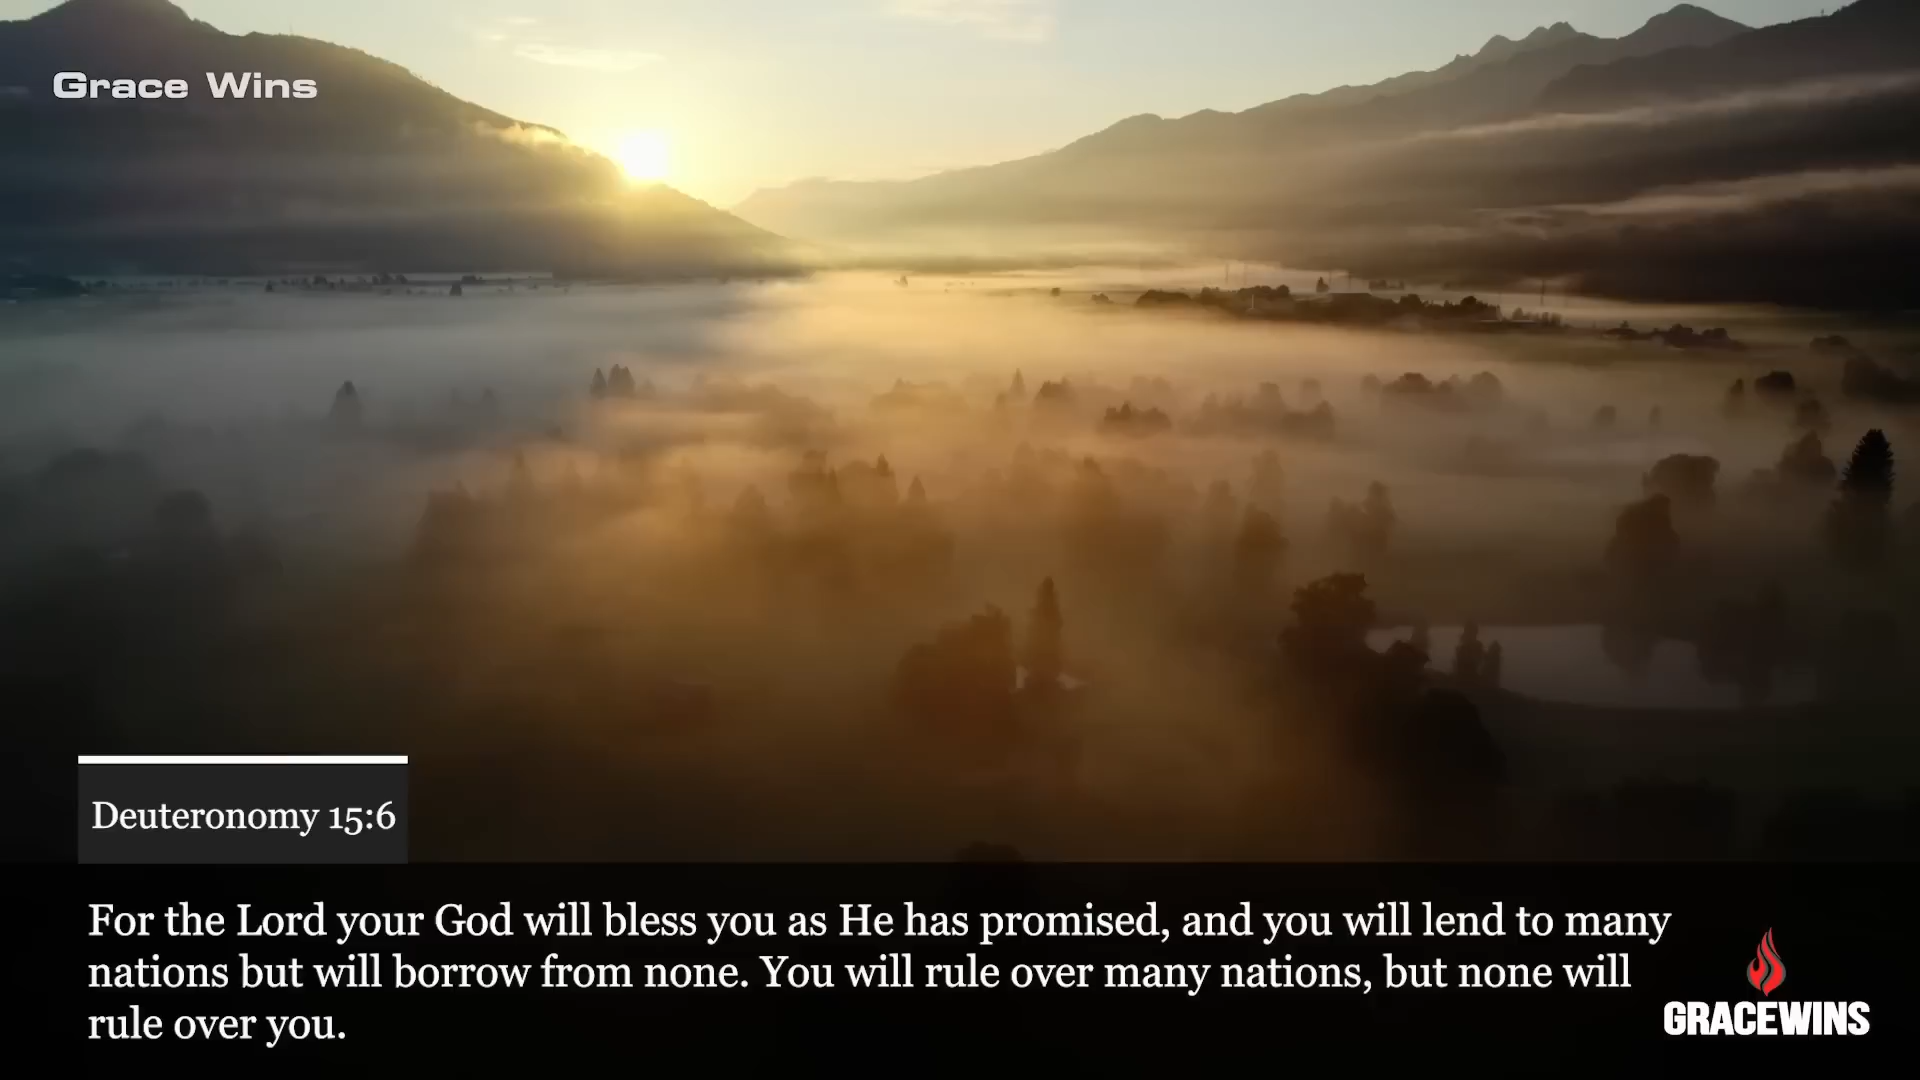 Grace Wins
Deuteronomy 15:6
For the Lord your God will bless you as He has promised, and you will lend to many
nations but will borrow from none. You will rule over many nations, but none will
rule over you.
GRACEWINS